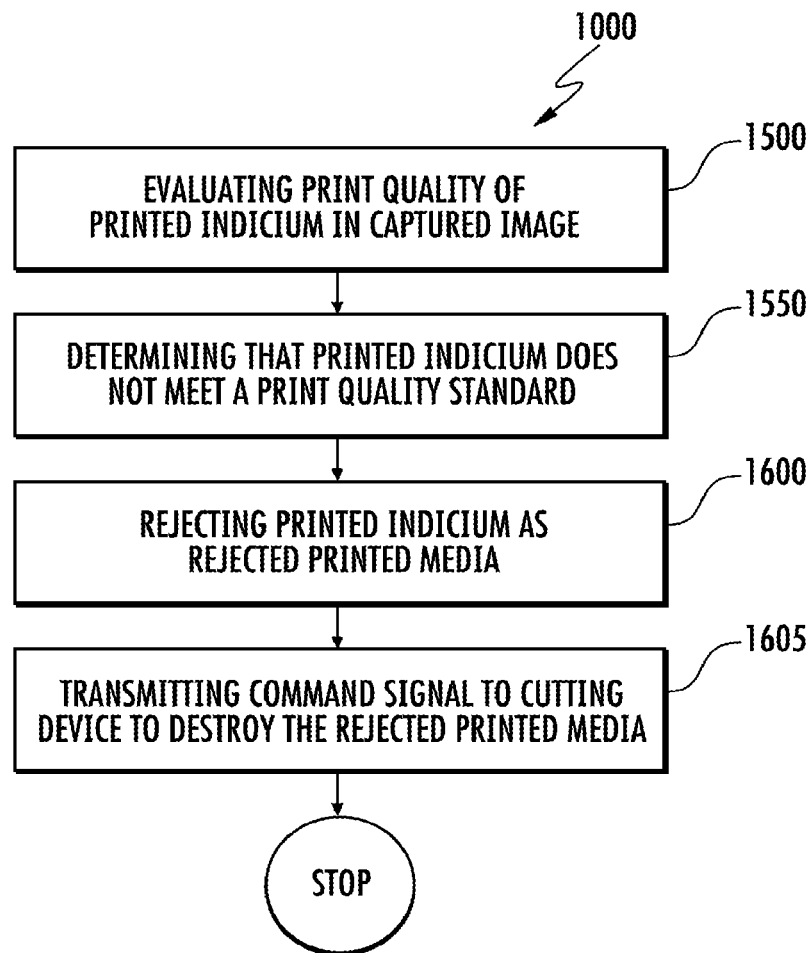 1000
1500
EVALUATING PRINT QUALITY OF
PRINTED INDICIUM IN CAPTURED IMAGE
1550
DETERMINING THAT PRINTED INDICIUM DOES
NOT MEET A PRINT QUALITY STANDARD
1600
REJECTING PRINTED INDICIUM AS
REJECTED PRINTED MEDIA
1605
TRANSMITTING COMMAND SIGNAL TO CUTTING
DEVICE TO DESTROY THE REJECTED PRINTED MEDIA
STOP